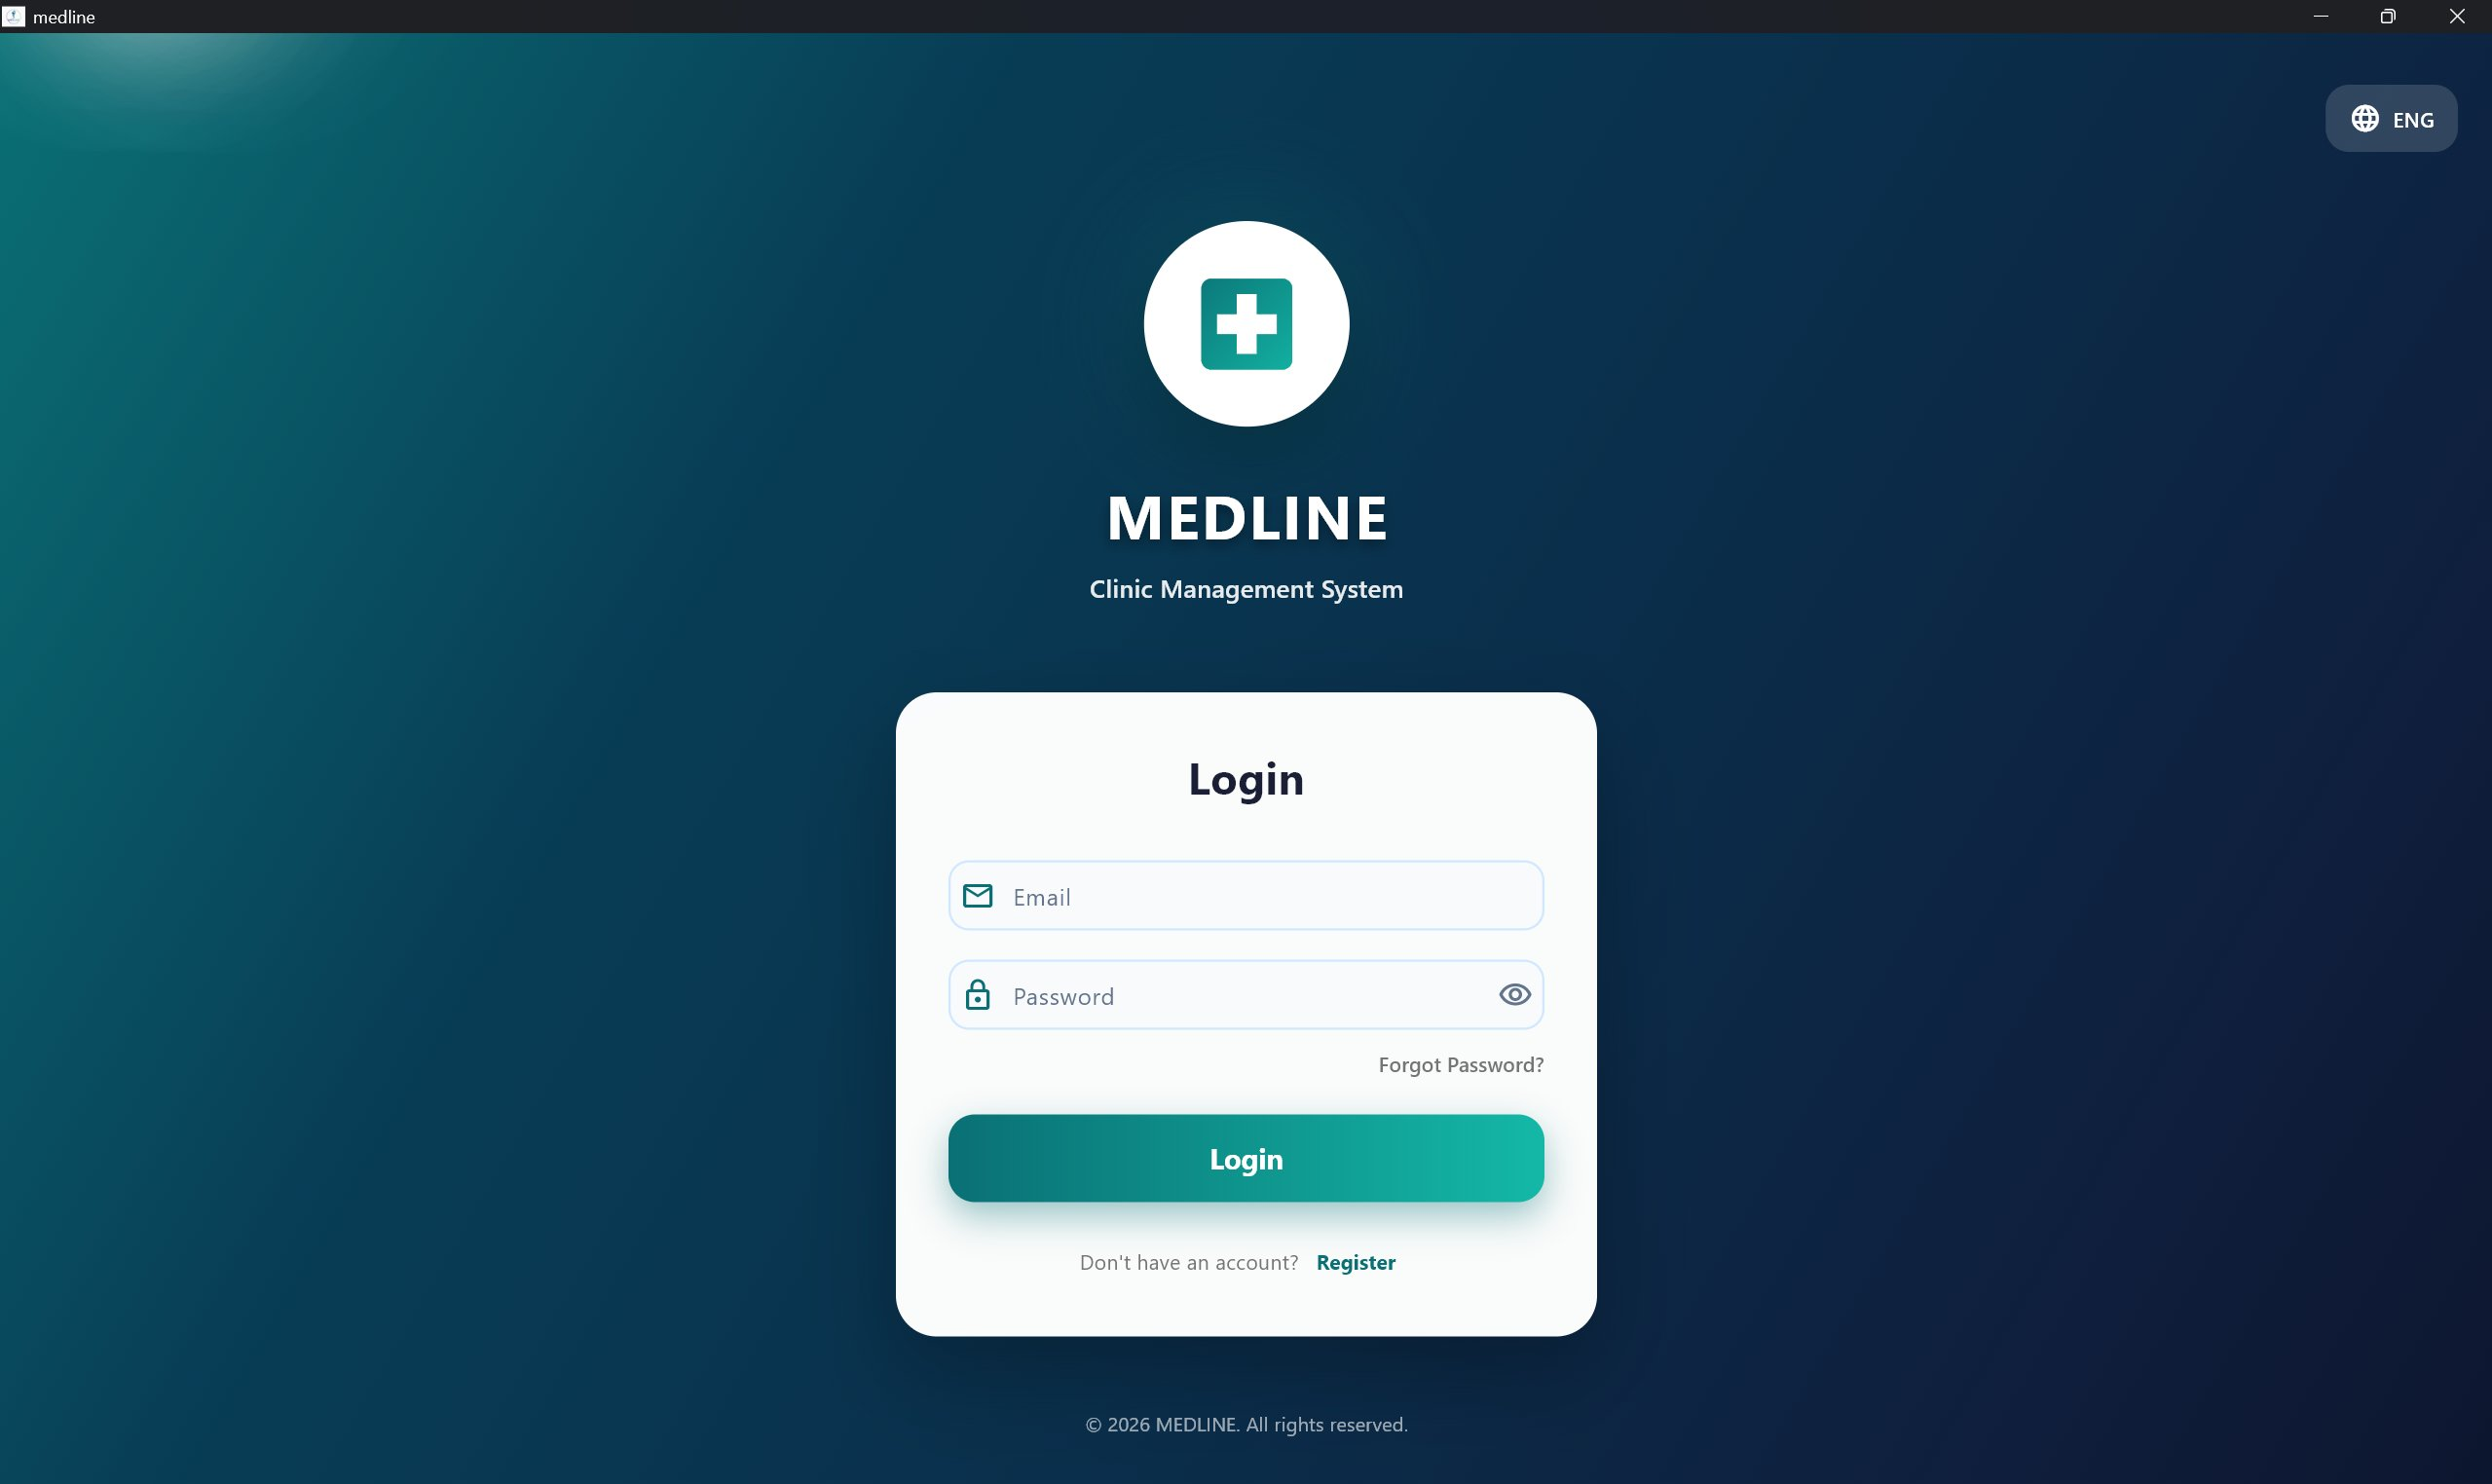 medline
ENG
MEDLINE
Clinic Management System
Login
Email
Password
Forgot Password?
Login
Don't have an account? Register
© 2026 MEDLINE. All rights reserved.